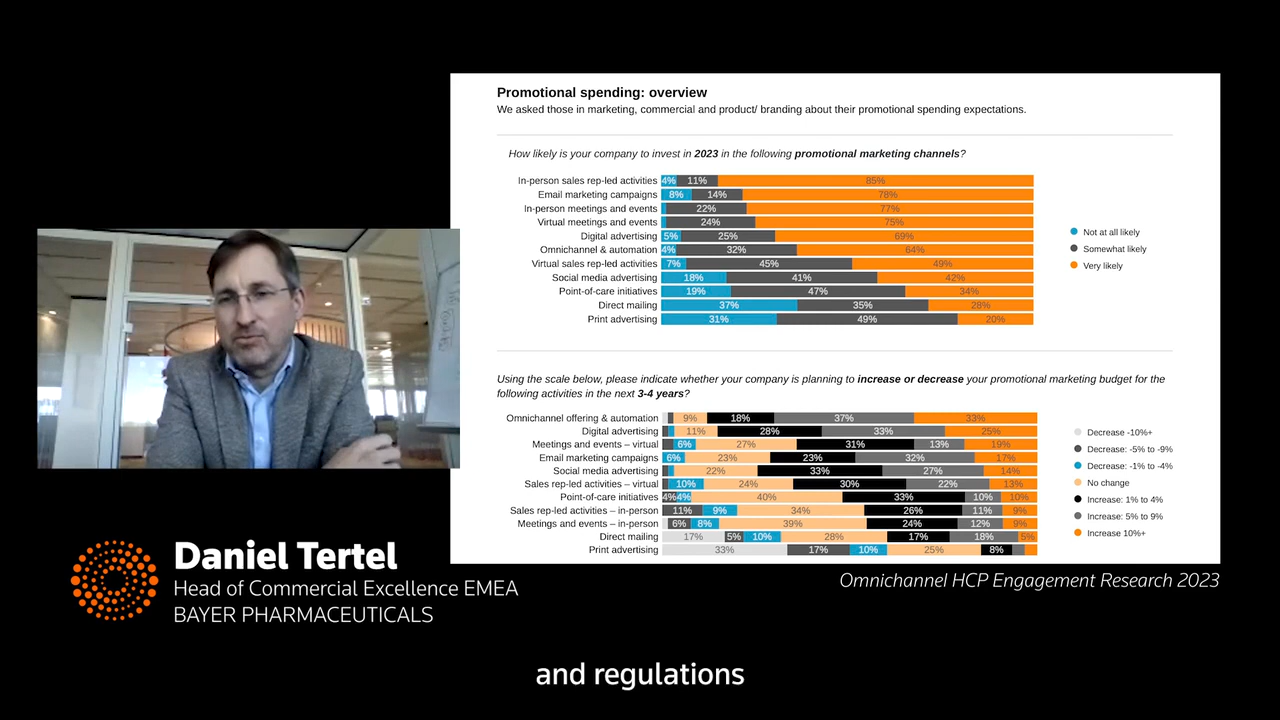 Promotional spending: overview
We asked those in marketing, commercial and product/ branding about their promotional spending expectations.
How likely is your company to invest in 2023 in the following promotional marketing channels?
In-person sales rep-led activities 4% 11% 85%
Email marketing campaigns 8% 14% 78%
In-person meetings and events 22% 77%
Virtual meetings and events 24% 75%
Digital advertising 5% 25% 69%
Omnichannel & automation 4% 32% 64%
Virtual sales rep-led activities 7% 45% 49%
Social media advertising 18% 41% 42%
Point-of-care initiatives 19% 47% 34%
Direct mailing 37% 35% 28%
Print advertising 31% 49% 20%
Not at all likely
Somewhat likely
Very likely
Using the scale below, please indicate whether your company is planning to increase or decrease your promotional marketing budget for the
following activities in the next 3-4 years?
Omnichannel offering & automation 9% 18% 37% 33%
Digital advertising 11% 28% 33% 25%
Meetings and events – virtual 6% 27% 31% 13% 19%
Email marketing campaigns 6% 23% 23% 32% 17%
Social media advertising 22% 33% 27% 14%
Sales rep-led activities – virtual 10% 24% 30% 22% 13%
Point-of-care initiatives 4% 4% 40% 33% 10% 10%
Sales rep-led activities – in-person 11% 9% 34% 26% 11% 9%
Meetings and events – in-person 6% 8% 39% 24% 12% 9%
Direct mailing 17% 5% 10% 28% 17% 18% 5%
Print advertising 33% 17% 10% 25% 8%
Decrease -10%+
Decrease: -5% to -9%
Decrease: -1% to -4%
No change
Increase: 1% to 4%
Increase: 5% to 9%
Increase 10%+
Daniel Tertel
Head of Commercial Excellence EMEA
BAYER PHARMACEUTICALS
Omnichannel HCP Engagement Research 2023
and regulations